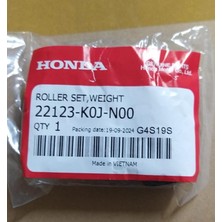 HONDA
ROLLER SET,WEIGHT
22123-K0J-N00
QTY 1 Packing date :19-09-2024 G4S19S
Made in VIETNAM